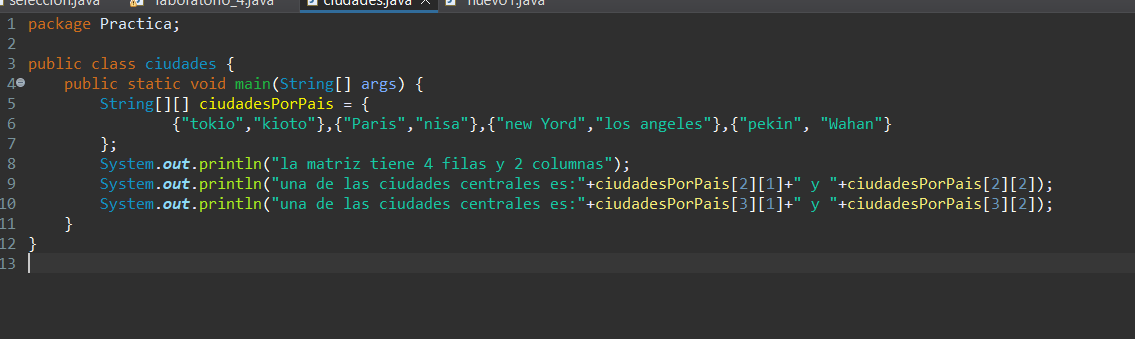 seleccion.java laboratorio_4.java ciudades.java nuevo1.java
1 package Practica;
2
3 public class ciudades {
4 public static void main(String[] args) {
5 String[][] ciudadesPorPais = {
6 {"tokio","kioto"},{"Paris","nisa"},{"new Yord","los angeles"},{"pekin", "Wahan"}
7 };
8 System.out.println("la matriz tiene 4 filas y 2 columnas");
9 System.out.println("una de las ciudades centrales es:"+ciudadesPorPais[2][1]+" y "+ciudadesPorPais[2][2]);
10 System.out.println("una de las ciudades centrales es:"+ciudadesPorPais[3][1]+" y "+ciudadesPorPais[3][2]);
11 }
12 }
13